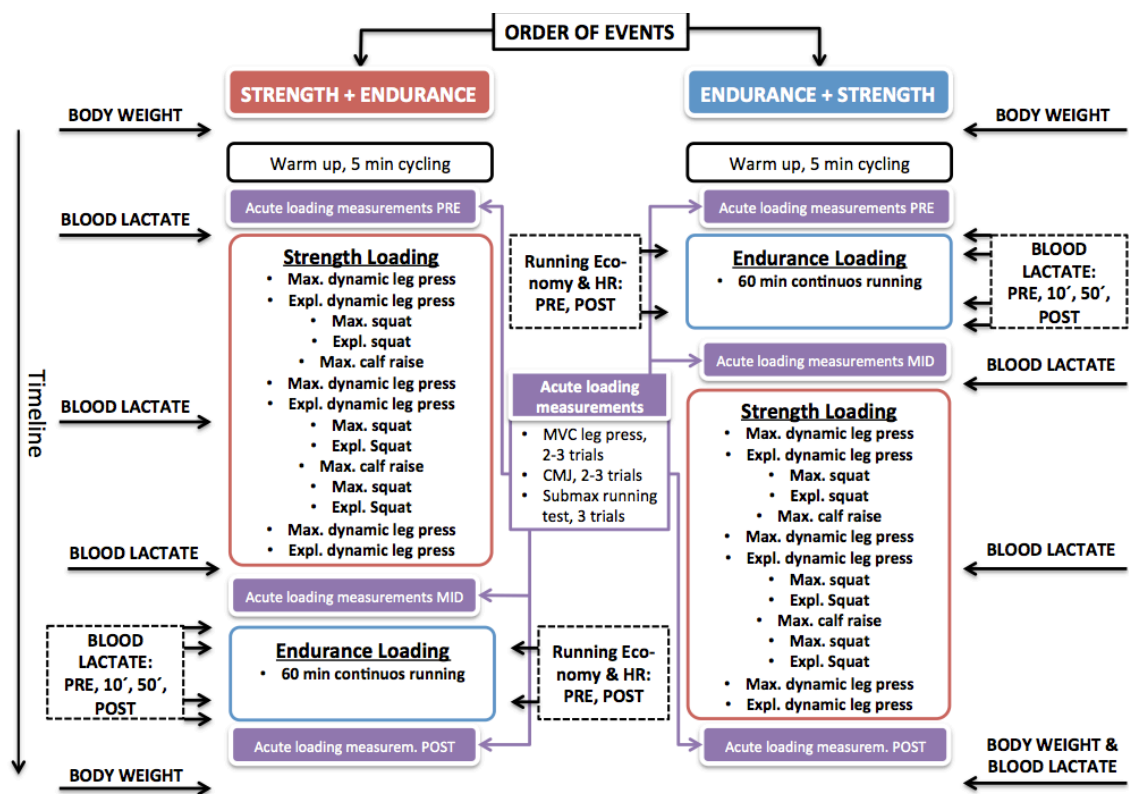 ORDER OF EVENTS
STRENGTH + ENDURANCE
ENDURANCE + STRENGTH
BODY WEIGHT
BODY WEIGHT
Warm up, 5 min cycling
Warm up, 5 min cycling
Acute loading measurements PRE
Acute loading measurements PRE
BLOOD LACTATE
Strength Loading
• Max. dynamic leg press
• Expl. dynamic leg press
• Max. squat
• Expl. squat
• Max. calf raise
• Max. dynamic leg press
• Expl. dynamic leg press
• Max. squat
• Expl. Squat
• Max. calf raise
• Max. squat
• Expl. Squat
• Max. dynamic leg press
• Expl. dynamic leg press
Running Eco-
nomy & HR:
PRE, POST
Endurance Loading
• 60 min continuos running
BLOOD
LACTATE:
PRE, 10´, 50´,
POST
Acute loading measurements MID
BLOOD LACTATE
Timeline
BLOOD LACTATE
Acute loading
measurements
• MVC leg press,
2-3 trials
• CMJ, 2-3 trials
• Submax running
test, 3 trials
Strength Loading
• Max. dynamic leg press
• Expl. dynamic leg press
• Max. squat
• Expl. squat
• Max. calf raise
• Max. dynamic leg press
• Expl. dynamic leg press
• Max. squat
• Expl. Squat
• Max. calf raise
• Max. squat
• Expl. Squat
• Max. dynamic leg press
• Expl. dynamic leg press
BLOOD LACTATE
BLOOD LACTATE
Acute loading measurements MID
BLOOD
LACTATE:
PRE, 10´, 50´,
POST
Endurance Loading
• 60 min continuos running
Running Eco-
nomy & HR:
PRE, POST
Acute loading measurem. POST
Acute loading measurem. POST
BODY WEIGHT
BODY WEIGHT &
BLOOD LACTATE